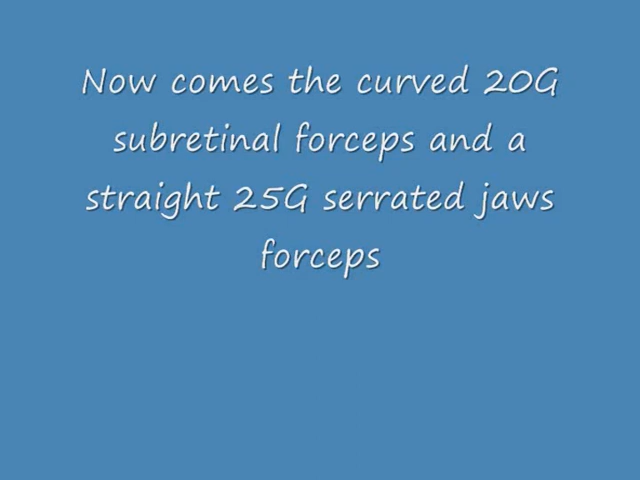 Now comes the curved 20G
subretinal forceps and a
straight 25G serrated jaws
forceps